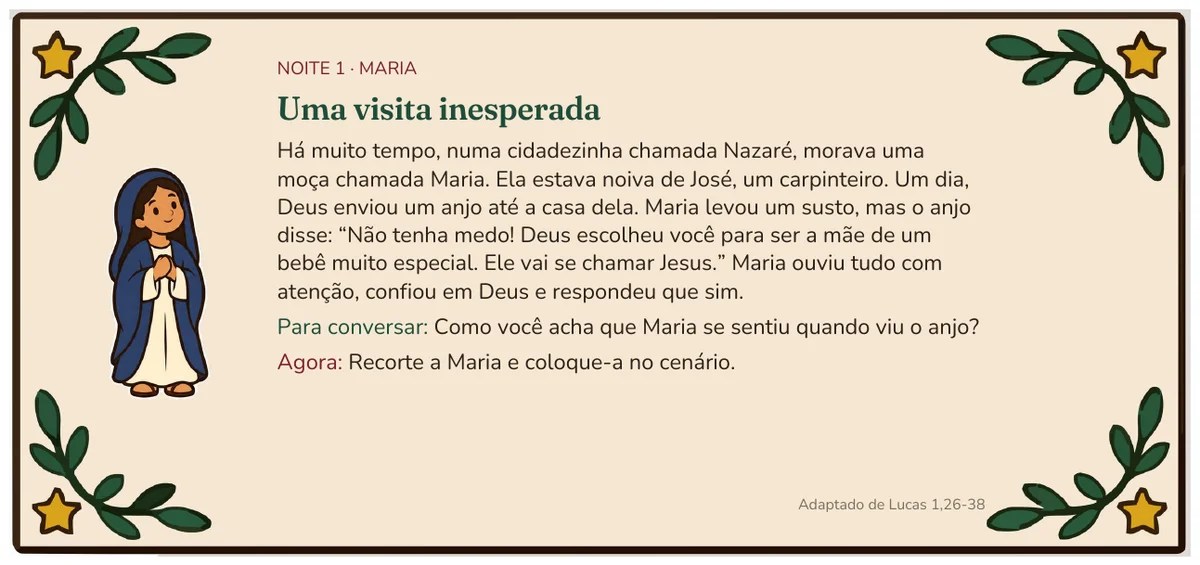 NOITE 1 · MARIA
Uma visita inesperada
Há muito tempo, numa cidadezinha chamada Nazaré, morava uma
moça chamada Maria. Ela estava noiva de José, um carpinteiro. Um dia,
Deus enviou um anjo até a casa dela. Maria levou um susto, mas o anjo
disse: “Não tenha medo! Deus escolheu você para ser a mãe de um
bebê muito especial. Ele vai se chamar Jesus.” Maria ouviu tudo com
atenção, confiou em Deus e respondeu que sim.
Para conversar: Como você acha que Maria se sentiu quando viu o anjo?
Agora: Recorte a Maria e coloque-a no cenário.
Adaptado de Lucas 1,26-38